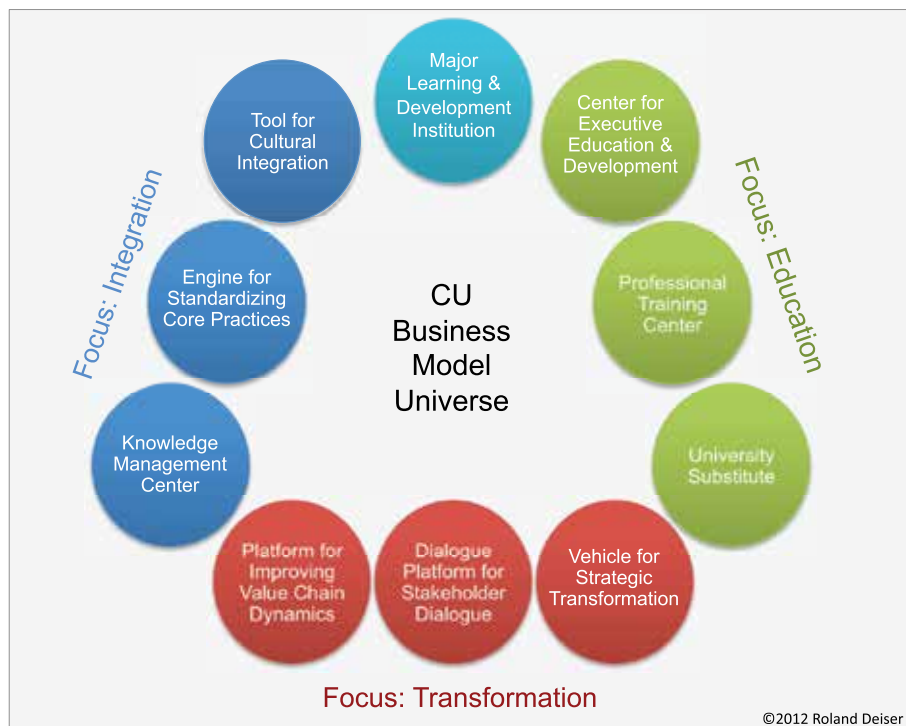 Major
Learning &
Development
Institution
Tool for
Cultural
Integration
Center for
Executive
Education &
Development
Focus: Integration
Focus: Education
Engine for
Standardizing
Core Practices
CU
Business
Model
Universe
Professional
Training
Center
Knowledge
Management
Center
University
Substitute
Platform for
Improving
Value Chain
Dynamics
Dialogue
Platform for
Stakeholder
Dialogue
Vehicle for
Strategic
Transformation
Focus: Transformation
©2012 Roland Deiser